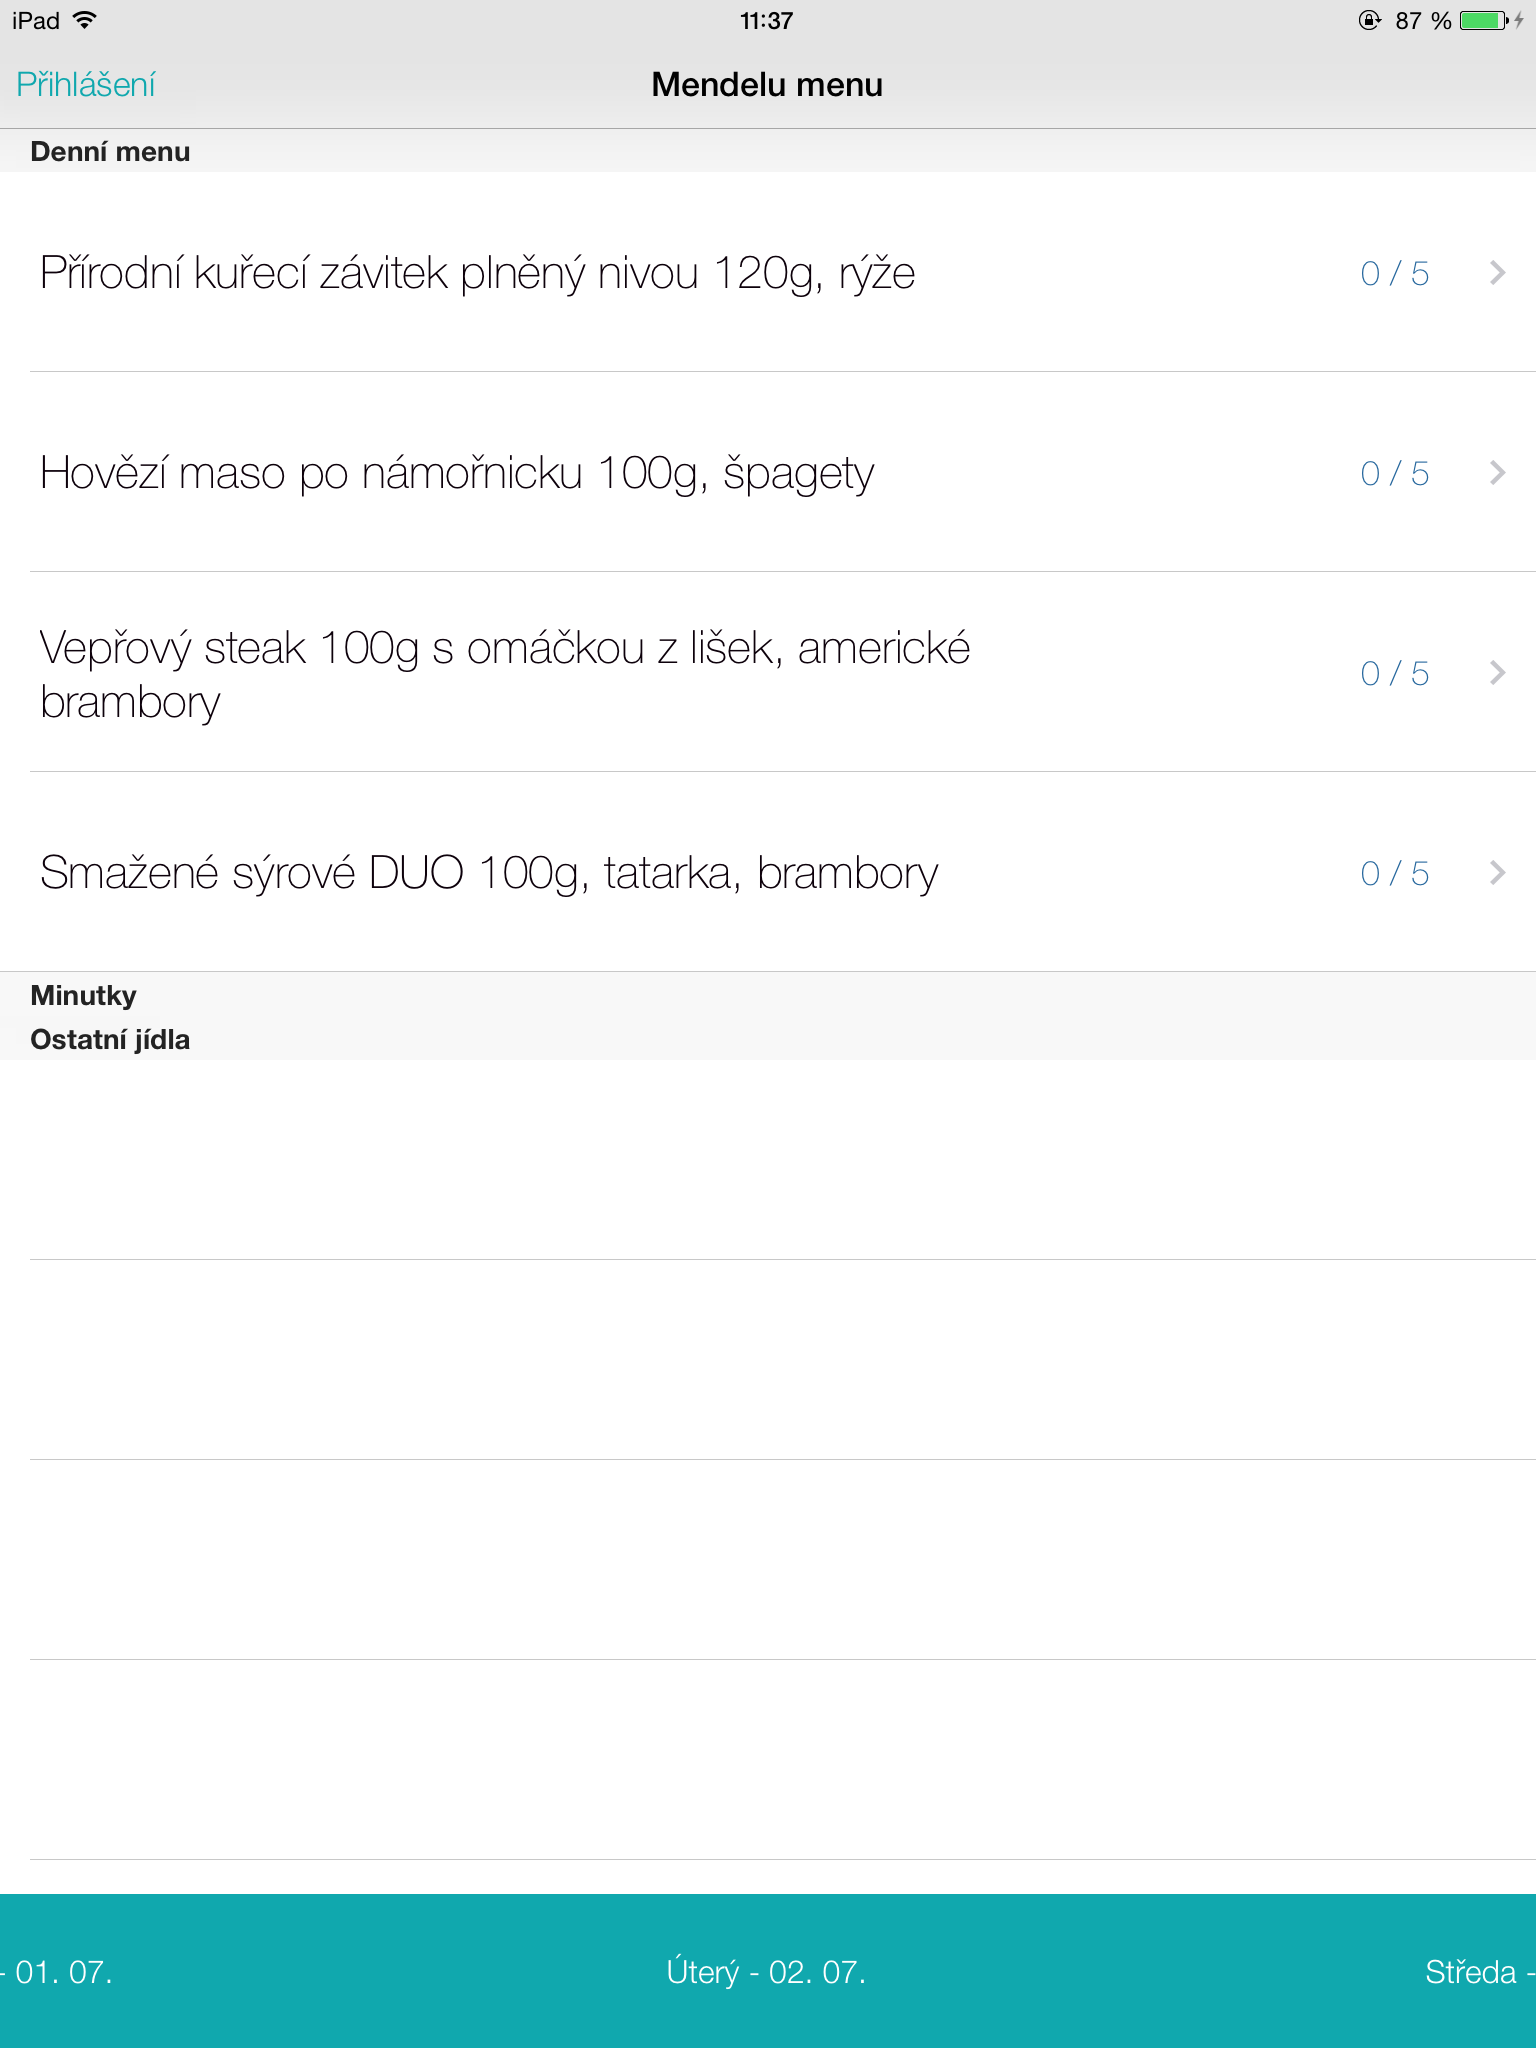 iPad 11:37 87 %
Přihlášení Mendelu menu
Denní menu
Přírodní kuřecí závitek plněný nivou 120g, rýže 0 / 5
Hovězí maso po námořnicku 100g, špagety 0 / 5
Vepřový steak 100g s omáčkou z lišek, americké
brambory 0 / 5
Smažené sýrové DUO 100g, tatarka, brambory 0 / 5
Minutky
Ostatní jídla
- 01. 07. Úterý - 02. 07. Středa -